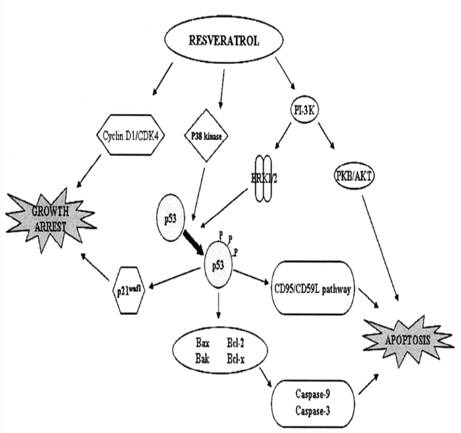 RESVERATROL
PI-3K
Cyclin D1/CDK4
P38 kinase
ERK1/2
PKB/AKT
GROWTH
ARREST
p53
P
P
P
p53
p21waf1
CD95/CD59L pathway
Bax Bcl-2
Bak Bcl-x
APOPTOSIS
Caspase-9
Caspase-3